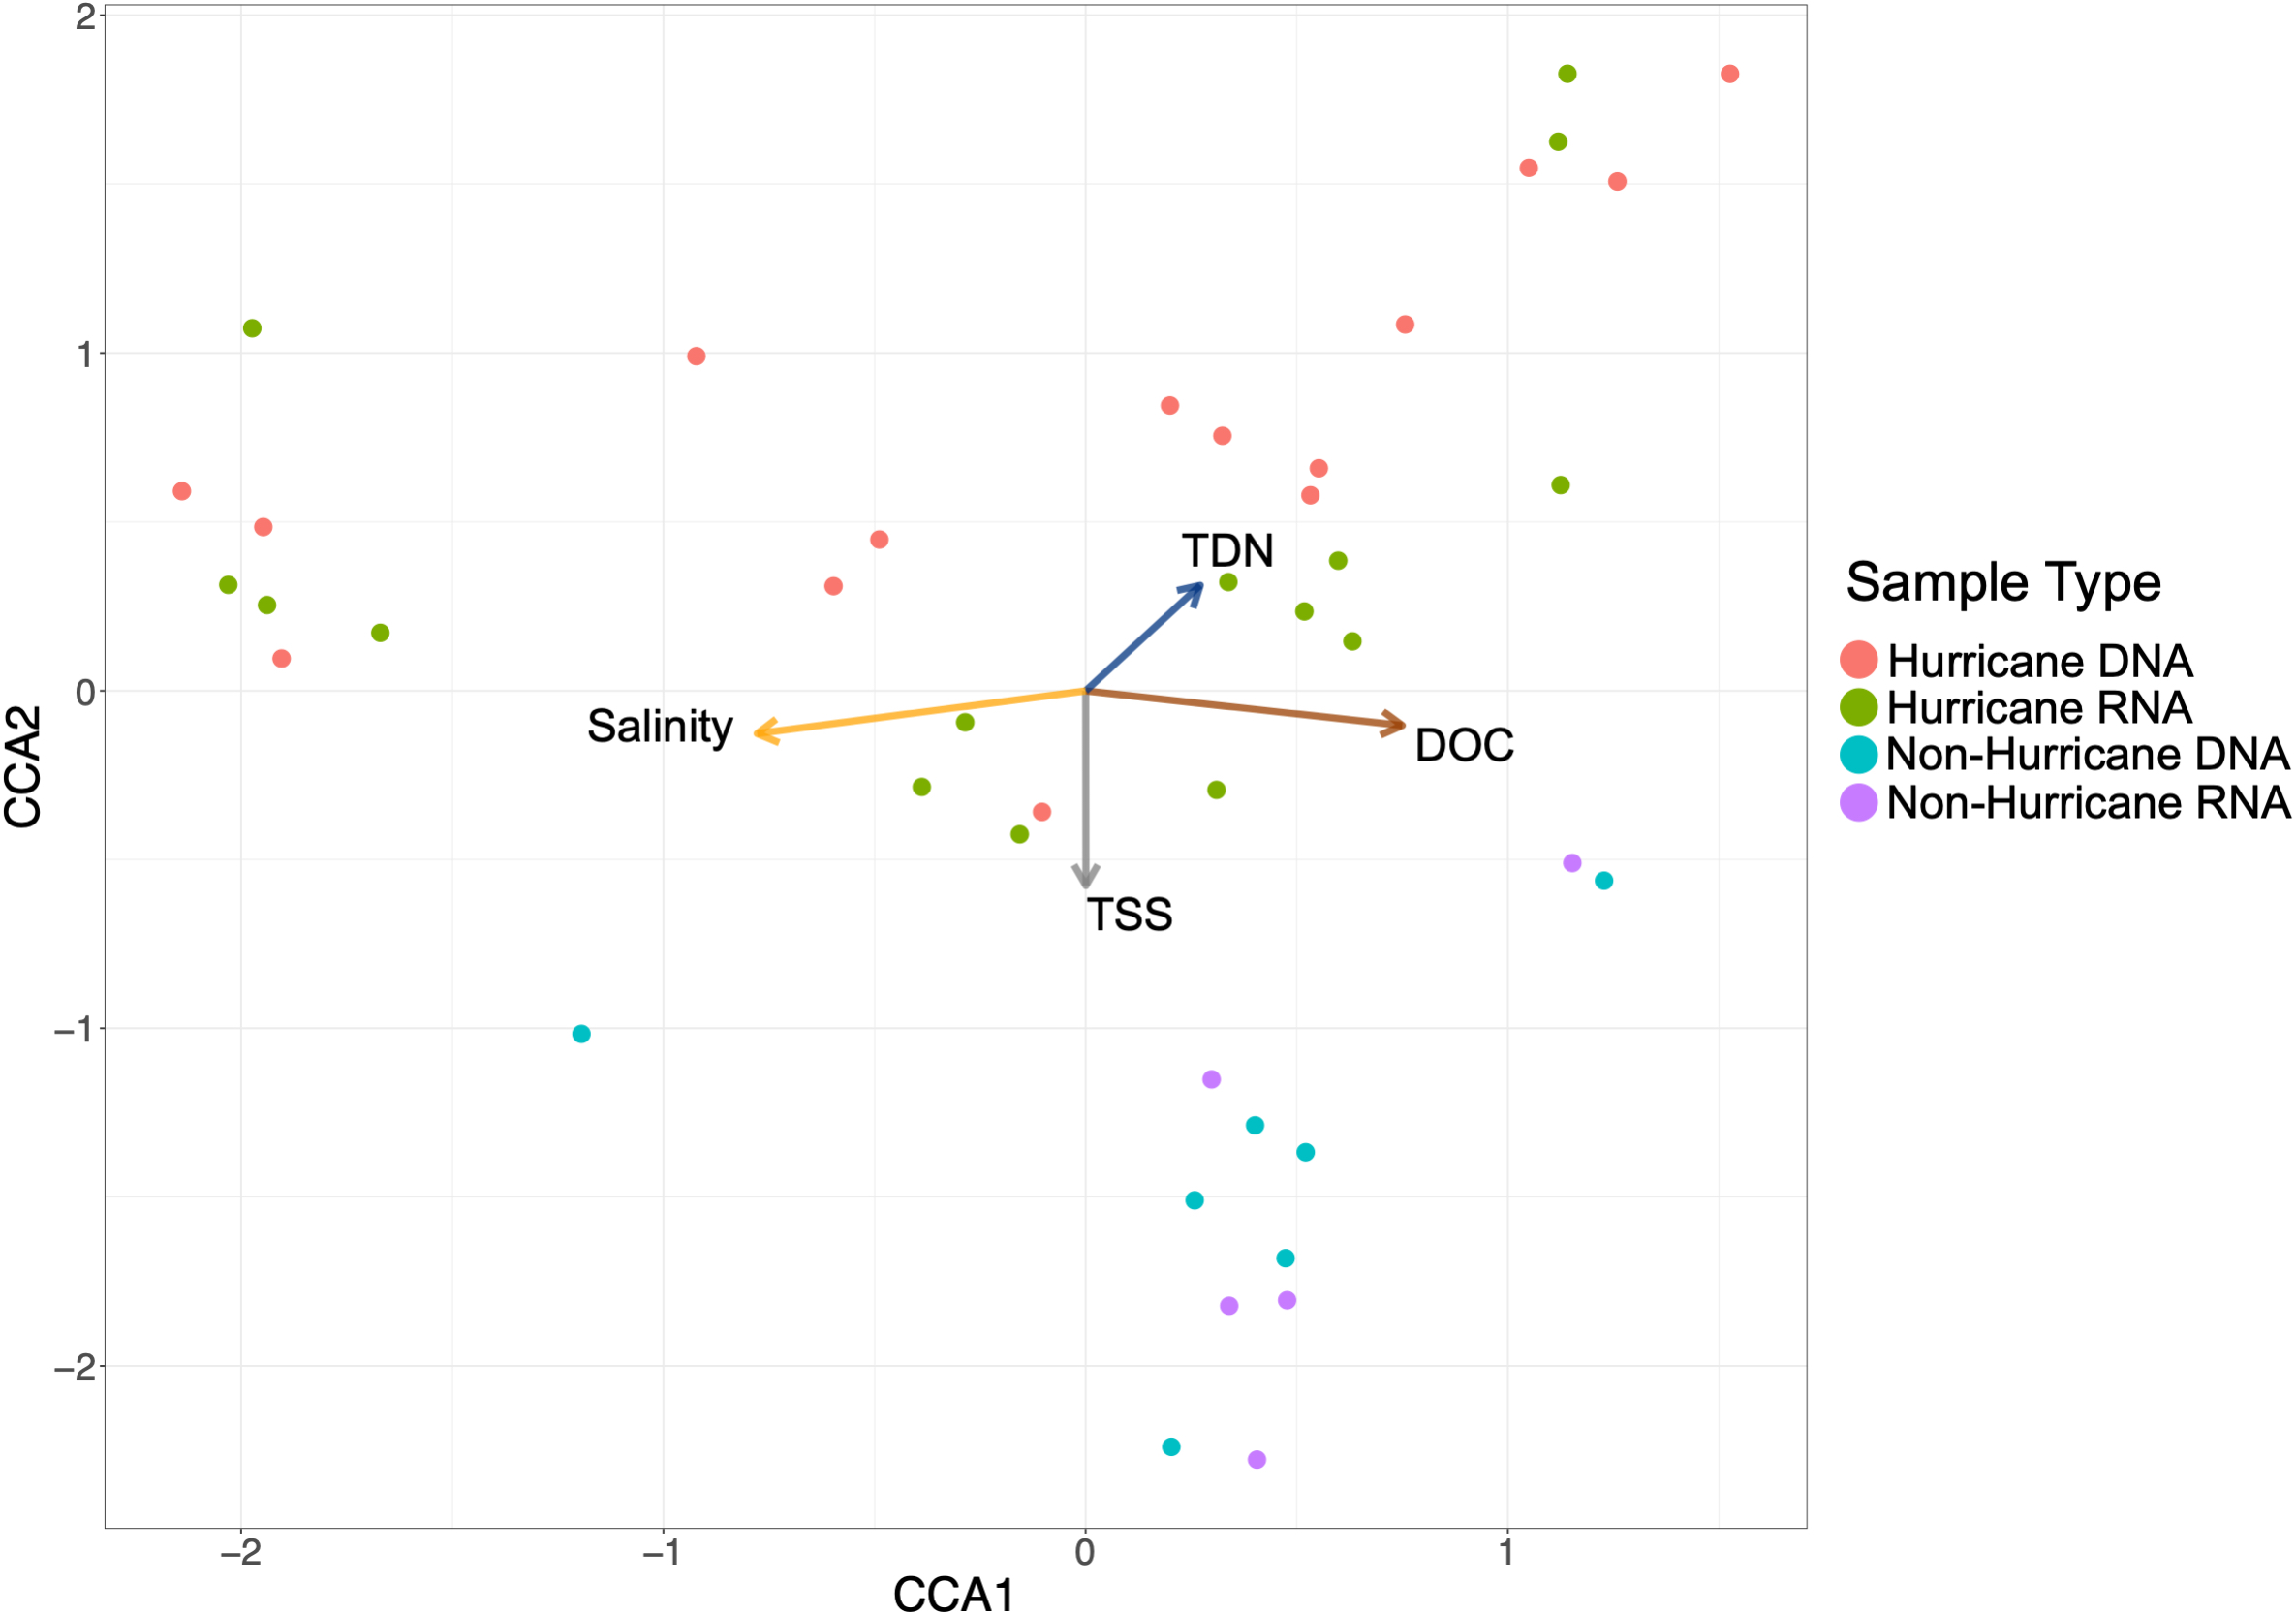 2
1
0
−1
−2
CCA2
TDN
Salinity
DOC
TSS
−2
−1
0
1
CCA1
Sample Type
Hurricane DNA
Hurricane RNA
Non-Hurricane DNA
Non-Hurricane RNA